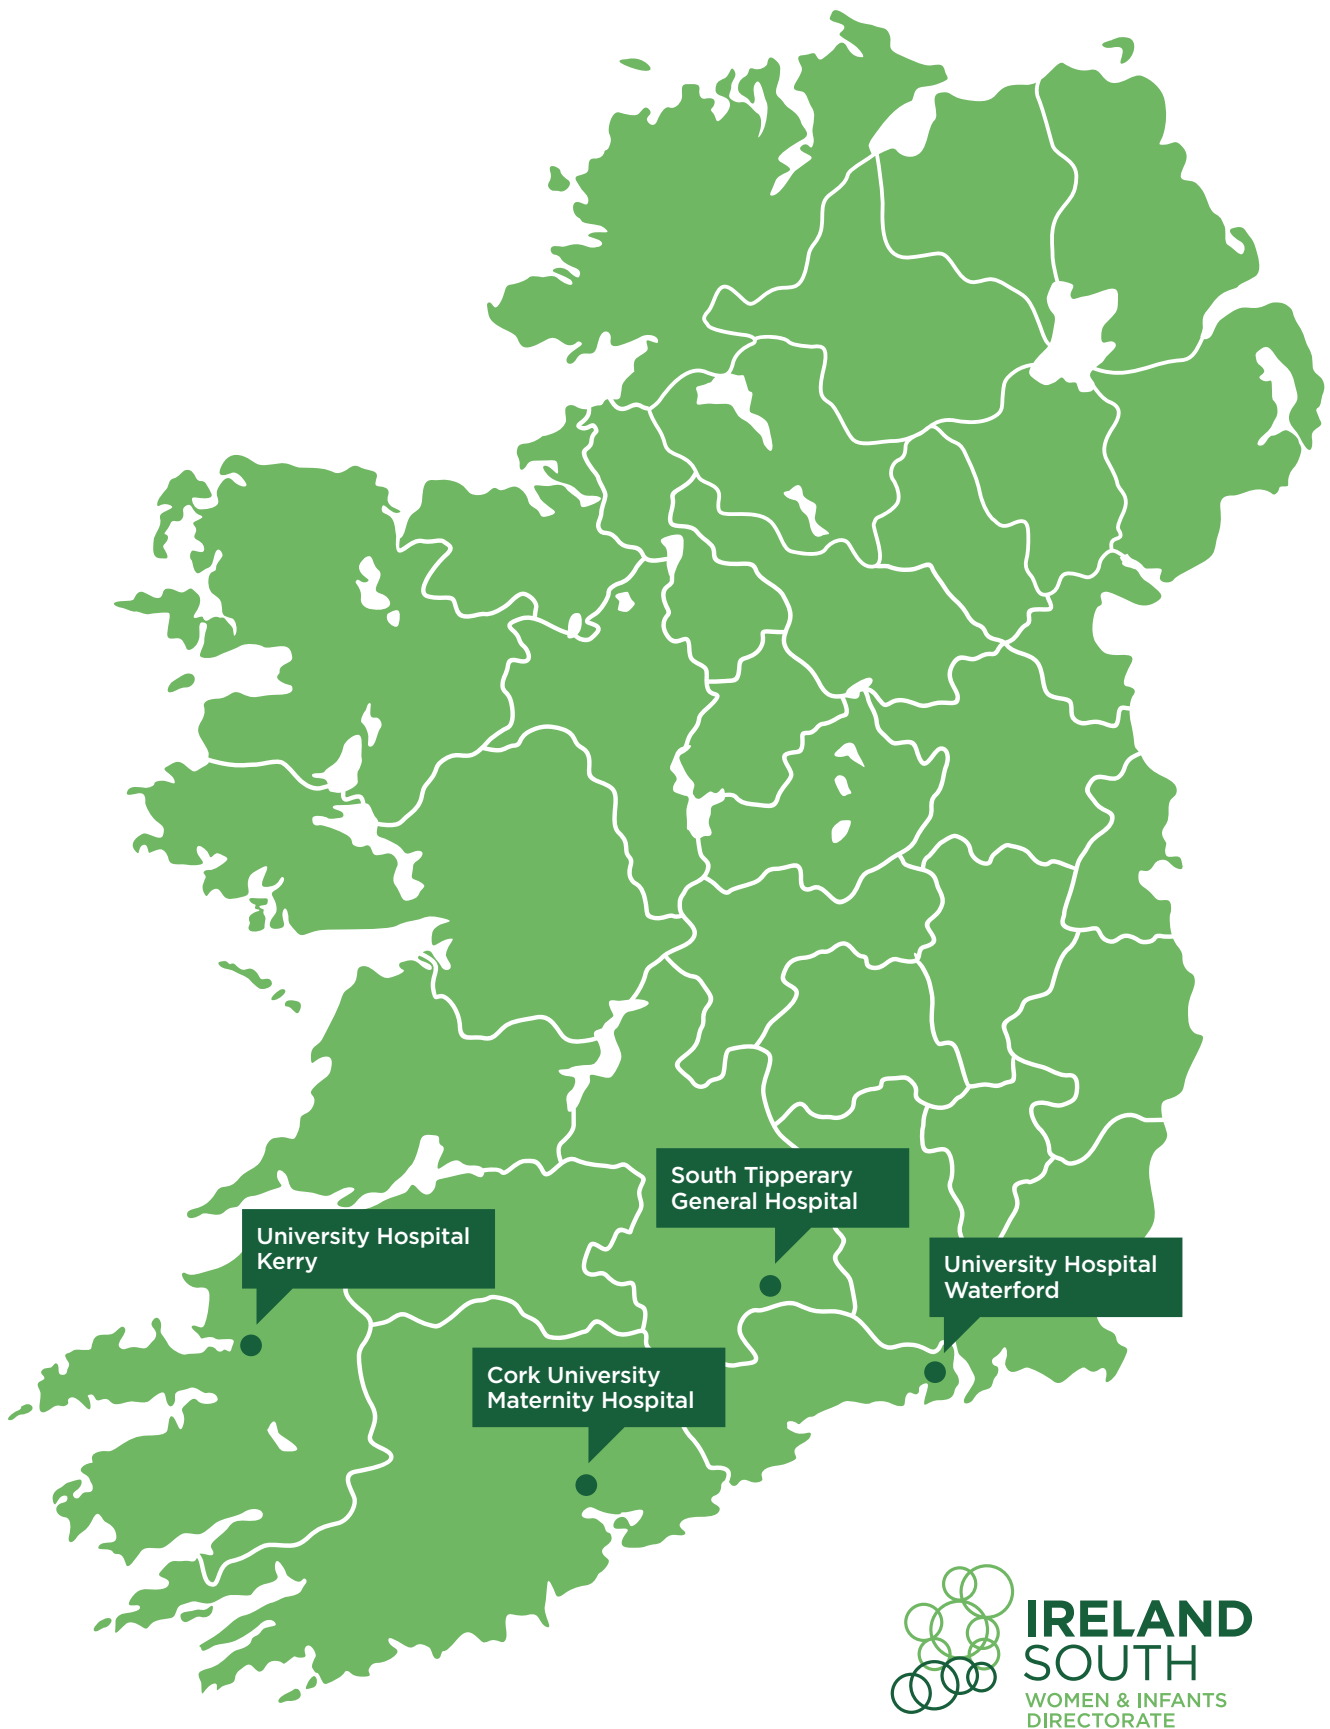 South Tipperary
General Hospital
University Hospital
Kerry
University Hospital
Waterford
Cork University
Maternity Hospital
IRELAND
SOUTH
WOMEN & INFANTS
DIRECTORATE